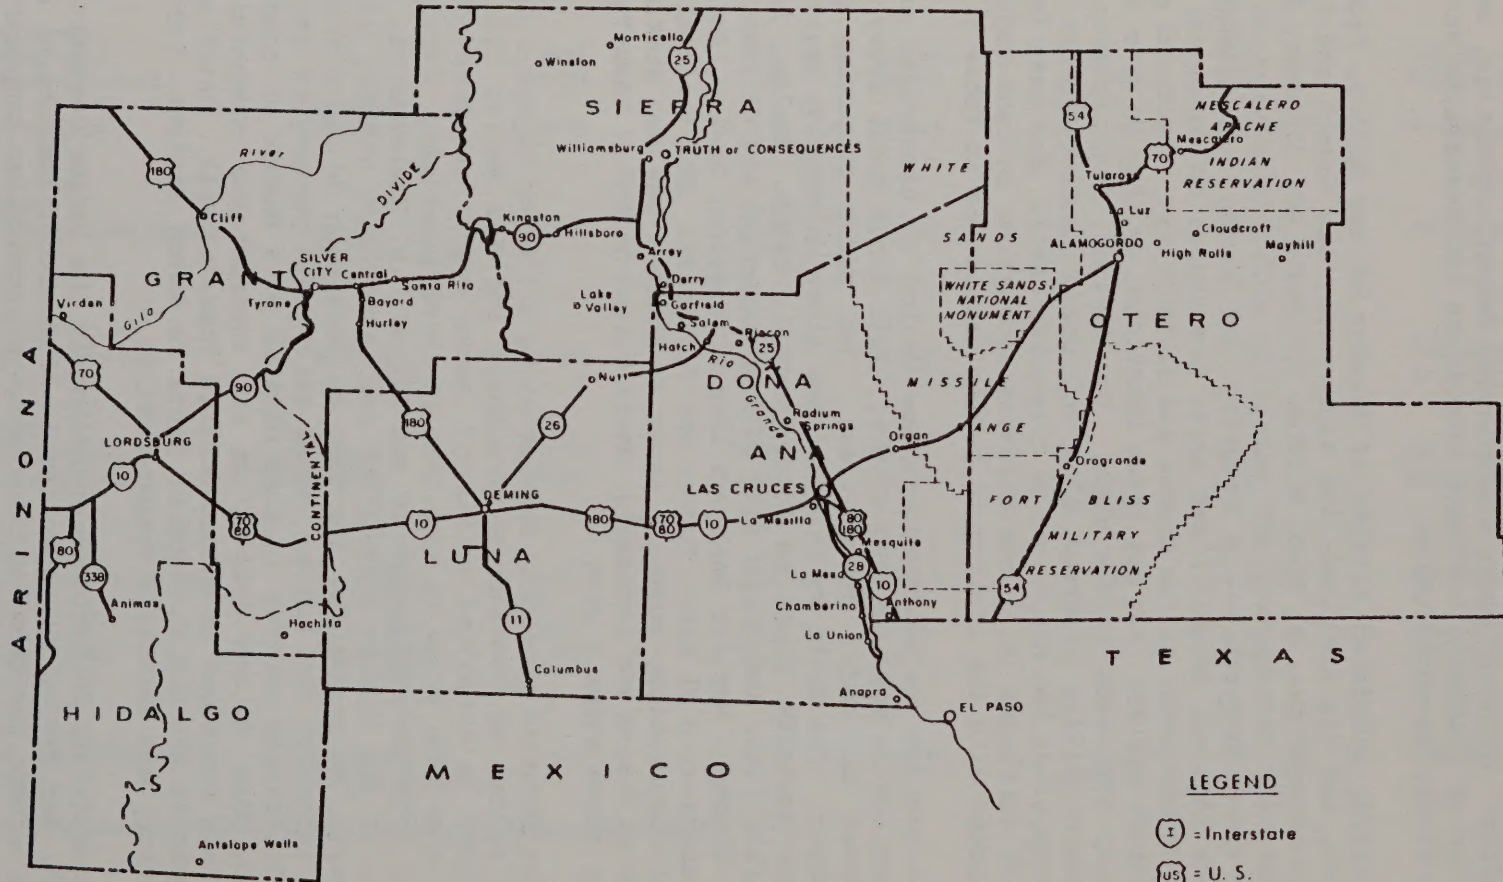 Monticello
25
Winston
SIERRA
54
MESCALERO
APACHE
Mescalero
River
Williamsburg
TRUTH or CONSEQUENCES
70
INDIAN
RESERVATION
180
WHITE
DIVIDE
Tularosa
Cliff
Kingston
90
Hillsboro
La Luz
Cloudcroft
SANDS
ALAMOGORDO
High Rolls
Mayhill
Arrey
SILVER
CITY
Central
GRANT
Santa Rita
Derry
WHITE SANDS
NATIONAL
MONUMENT
Virden
Tyrone
Bayard
Lake
Valley
Garfield
Gila
Hurley
Salem
Rincon
OTERO
Hatch
Rio
25
ARIZONA
70
90
Nutt
DONA
MISSILE
Grande
180
26
Radium
Springs
RANGE
Organ
LORDSBURG
ANA
10
CONTINENTAL
Orogrande
DEMING
LAS CRUCES
FORT BLISS
La Mesilla
70
80
10
180
70
80
10
80
180
MILITARY
80
LUNA
Mesquite
28
La Mesa
RESERVATION
338
10
54
Animas
Chamberino
Anthony
Hachita
11
La Union
TEXAS
Columbus
Anapra
HIDALGO
EL PASO
MEXICO
LEGEND
I = Interstate
Antelope Wells
US = U. S.